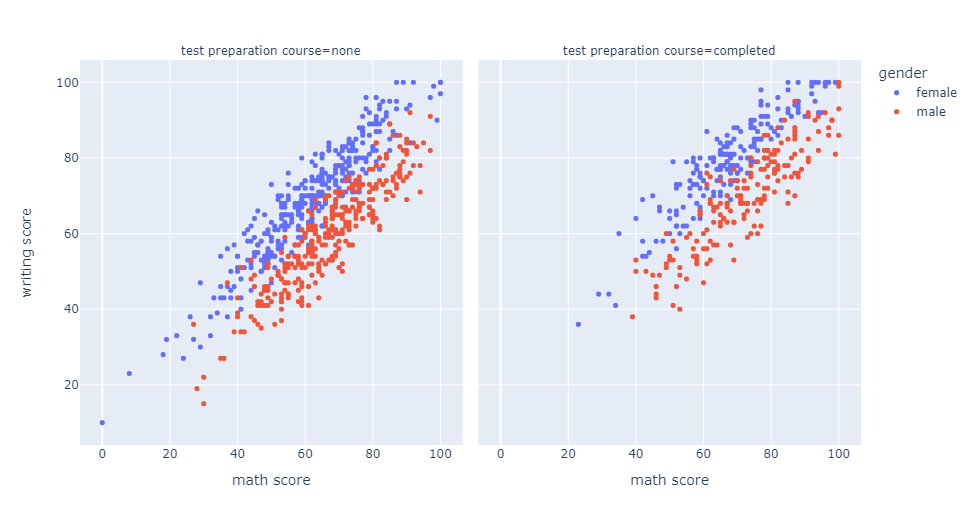 test preparation course=none
test preparation course=completed
gender
female
male
writing score
100
80
60
40
20
0 20 40 60 80 100
0 20 40 60 80 100
math score
math score